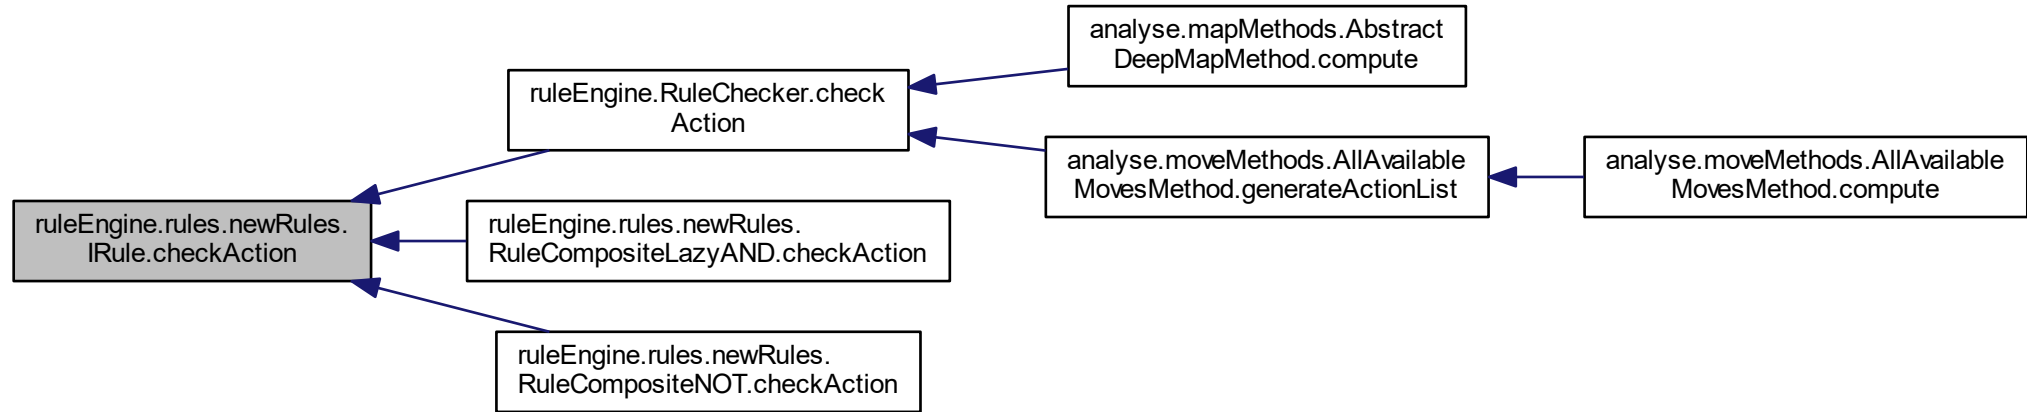 analyse.mapMethods.Abstract
DeepMapMethod.compute
ruleEngine.RuleChecker.check
Action
analyse.moveMethods.AllAvailable
MovesMethod.generateActionList
analyse.moveMethods.AllAvailable
MovesMethod.compute
ruleEngine.rules.newRules.
IRule.checkAction
ruleEngine.rules.newRules.
RuleCompositeLazyAND.checkAction
ruleEngine.rules.newRules.
RuleCompositeNOT.checkAction